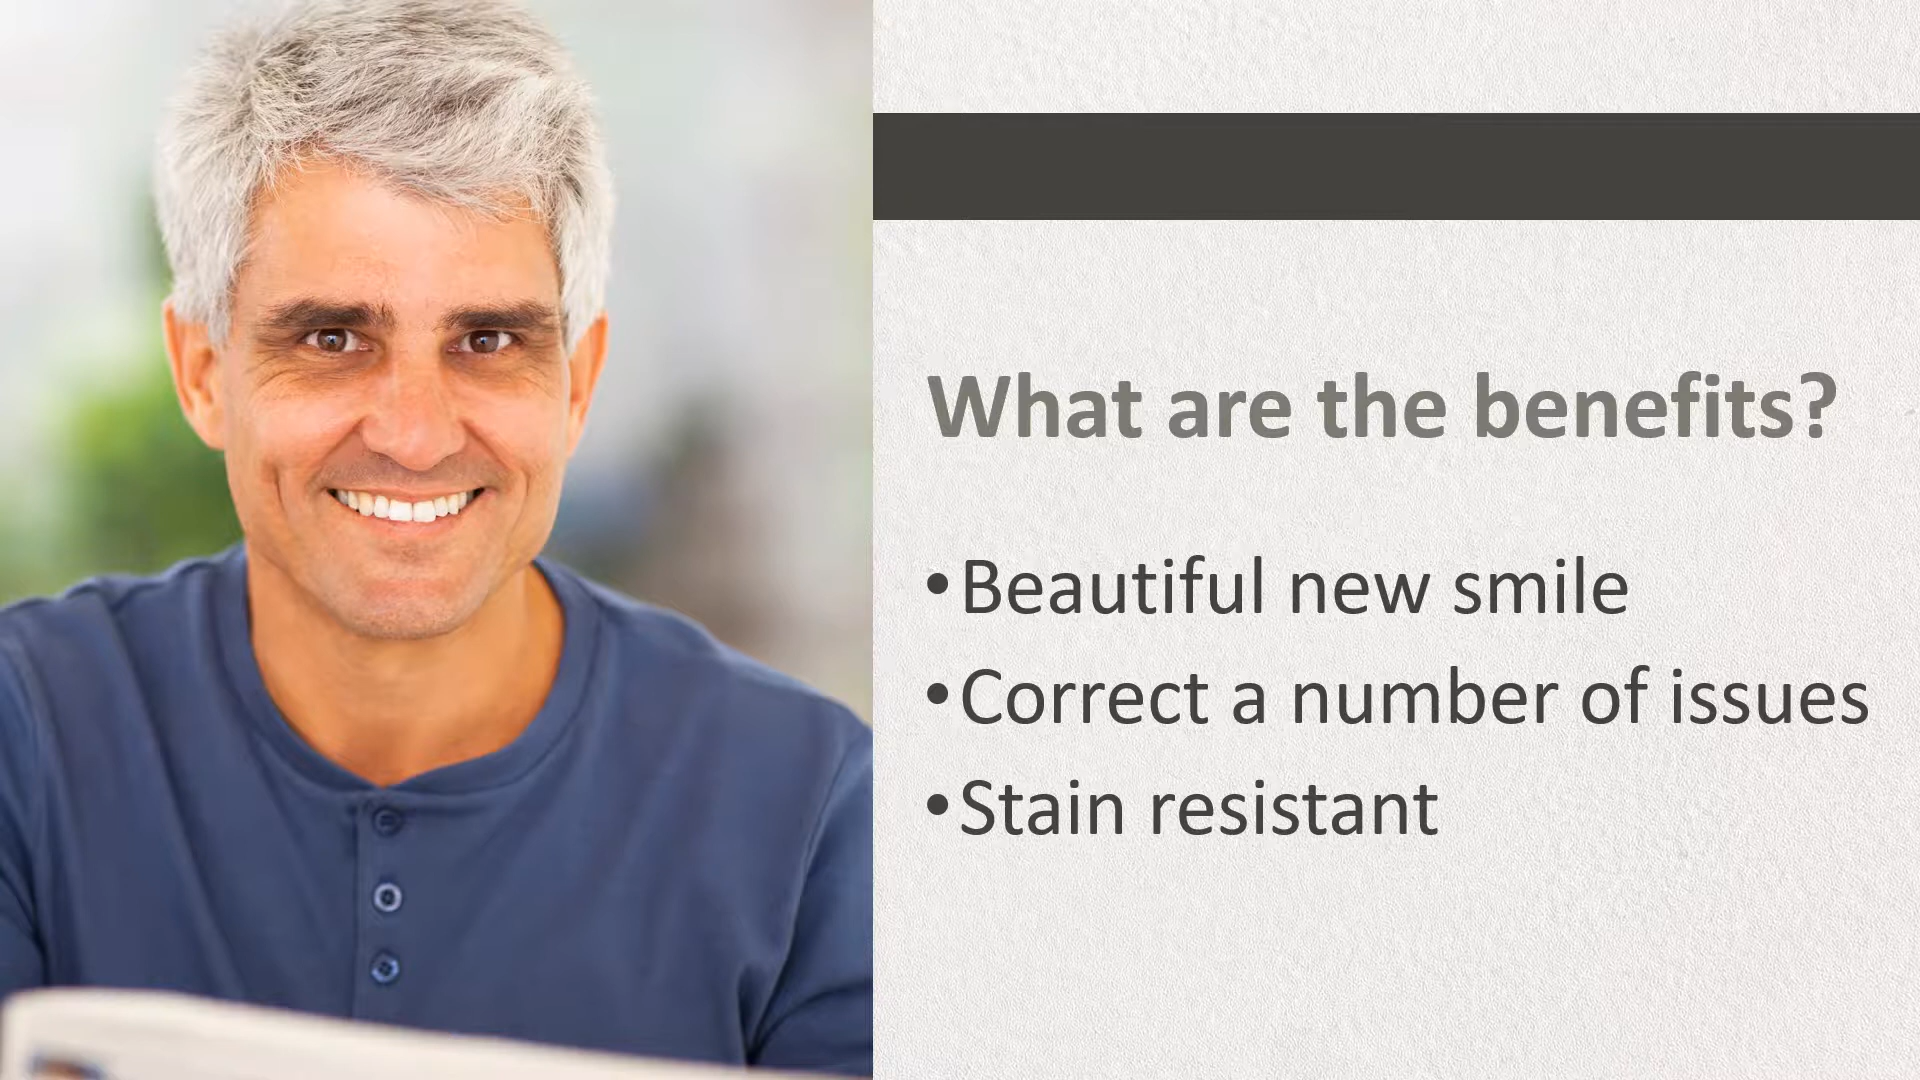 What are the benefits?
•Beautiful new smile
•Correct a number of issues
•Stain resistant